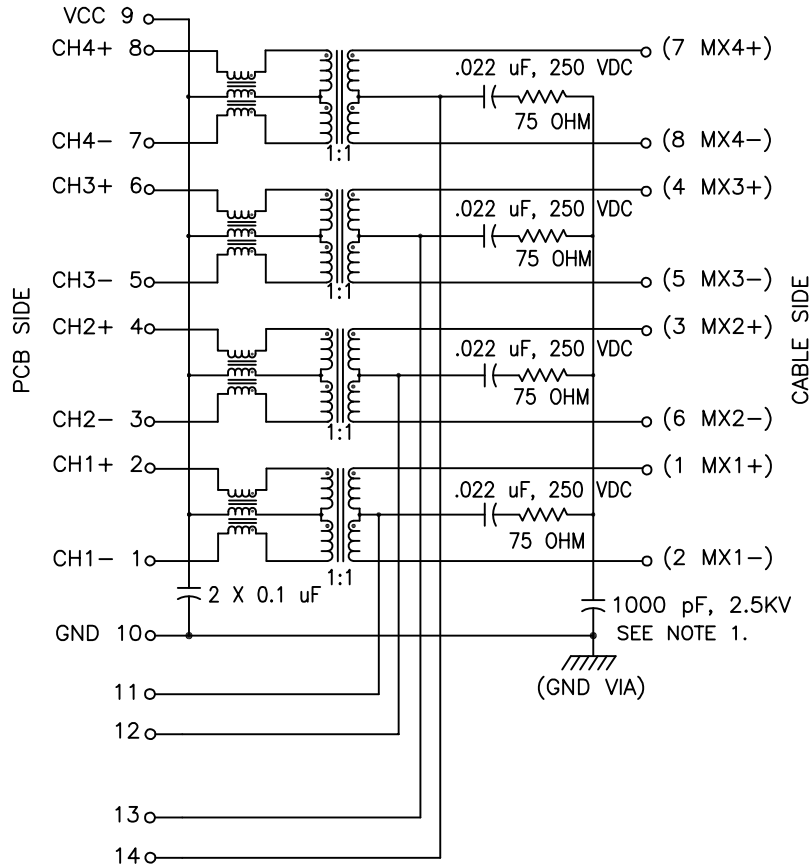 VCC 9
CH4+ 8
(7 MX4+)
.022 uF, 250 VDC
75 OHM
CH4- 7
1:1
(8 MX4-)
CH3+ 6
(4 MX3+)
.022 uF, 250 VDC
75 OHM
CH3- 5
1:1
(5 MX3-)
PCB SIDE
CABLE SIDE
CH2+ 4
(3 MX2+)
.022 uF, 250 VDC
75 OHM
CH2- 3
1:1
(6 MX2-)
CH1+ 2
(1 MX1+)
.022 uF, 250 VDC
75 OHM
CH1- 1
1:1
(2 MX1-)
2 X 0.1 uF
1000 pF, 2.5KV
GND 10
SEE NOTE 1.
(GND VIA)
11
12
13
14